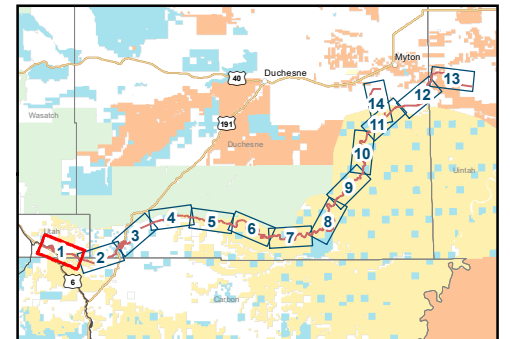 Myton
40
Duchesne
13
12
14
Wasatch
191
11
Duchesne
10
Uintah
9
4
5
8
3
6
Utah
7
1
2
6
Carbon